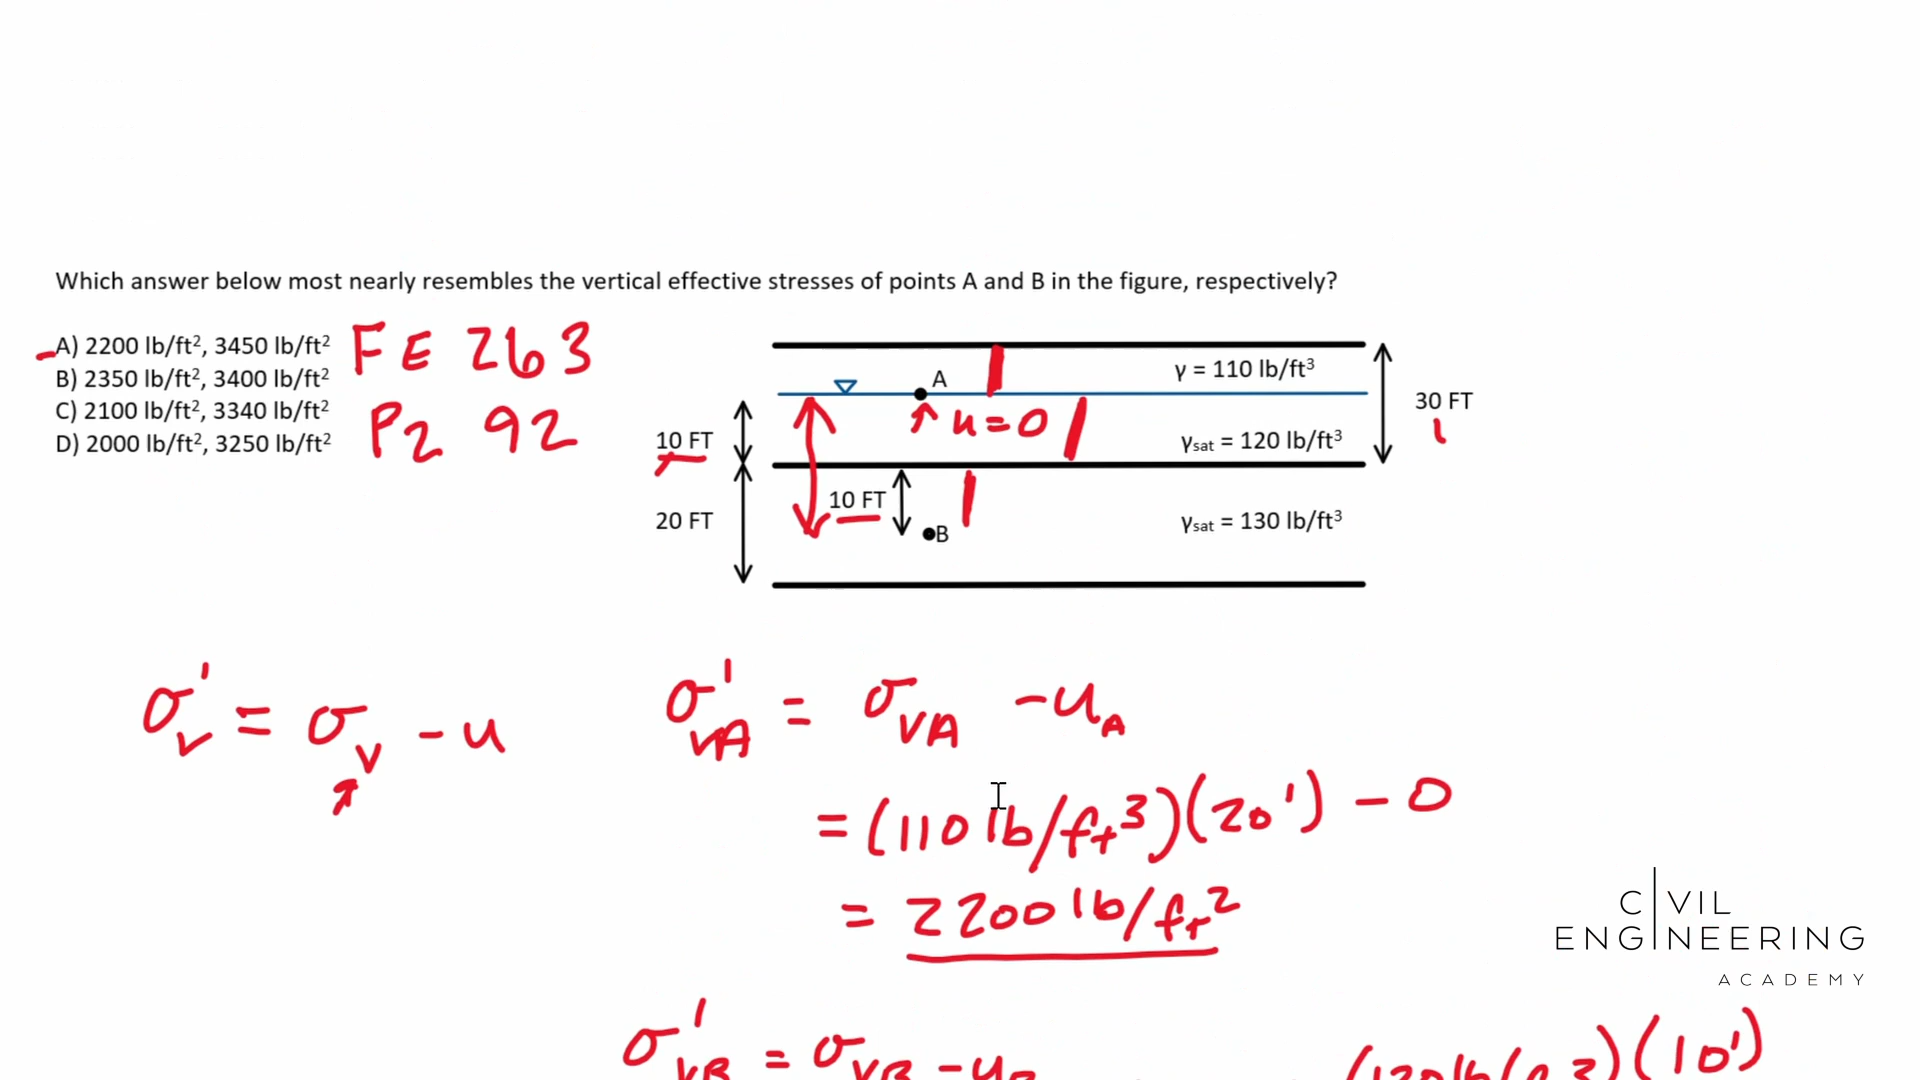 Which answer below most nearly resembles the vertical effective stresses of points A and B in the figure, respectively?
A) 2200 lb/ft², 3450 lb/ft²
B) 2350 lb/ft², 3400 lb/ft²
C) 2100 lb/ft², 3340 lb/ft²
D) 2000 lb/ft², 3250 lb/ft²
FE 263
Pg 92
A
γ = 110 lb/ft³
30 FT
u=0
10 FT
γsat = 120 lb/ft³
10 FT
20 FT
B
γsat = 130 lb/ft³
σ'v = σv - u
σ'vA = σvA - uA
= (110 lb/ft³)(20') - 0
= 2200 lb/ft²
CIVIL
ENGINEERING
ACADEMY
σ'vB = σvB - uB
(10')